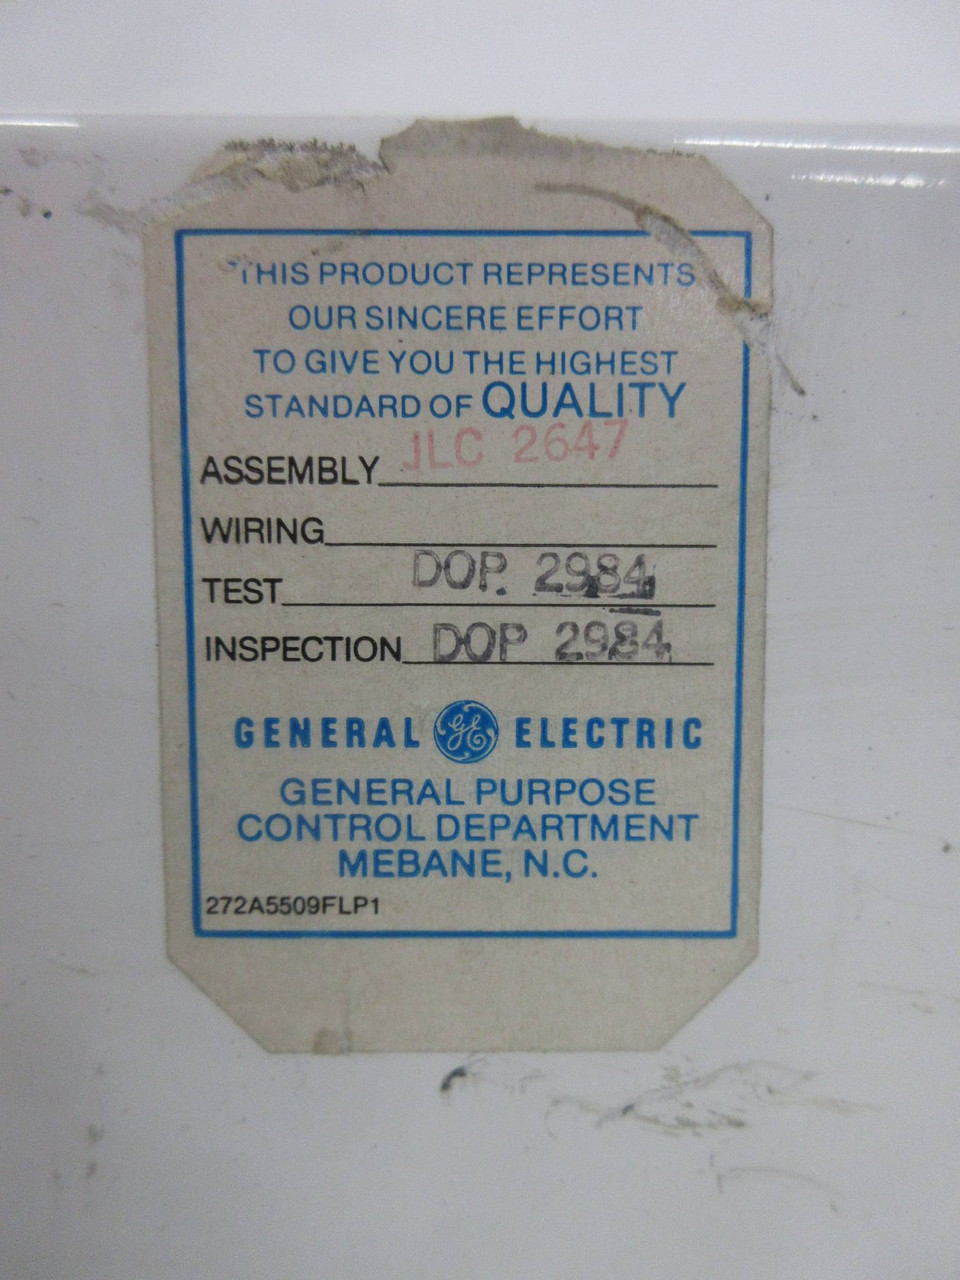 THIS PRODUCT REPRESENTS
OUR SINCERE EFFORT
TO GIVE YOU THE HIGHEST
STANDARD OF QUALITY
ASSEMBLY JLC 2647
WIRING
TEST DOP. 2984
INSPECTION DOP 2984
GENERAL GE ELECTRIC
GENERAL PURPOSE
CONTROL DEPARTMENT
MEBANE, N.C.
272A5509FLP1